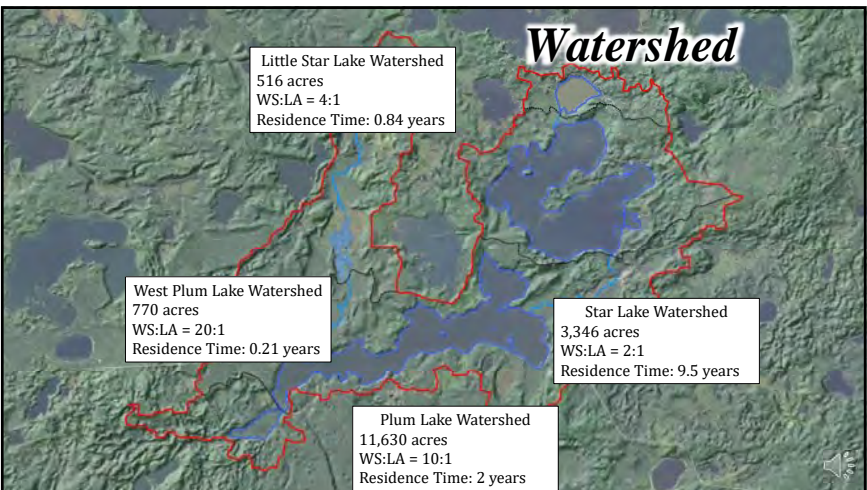 Watershed
Little Star Lake Watershed
516 acres
WS:LA = 4:1
Residence Time: 0.84 years
West Plum Lake Watershed
770 acres
WS:LA = 20:1
Residence Time: 0.21 years
Star Lake Watershed
3,346 acres
WS:LA = 2:1
Residence Time: 9.5 years
Plum Lake Watershed
11,630 acres
WS:LA = 10:1
Residence Time: 2 years